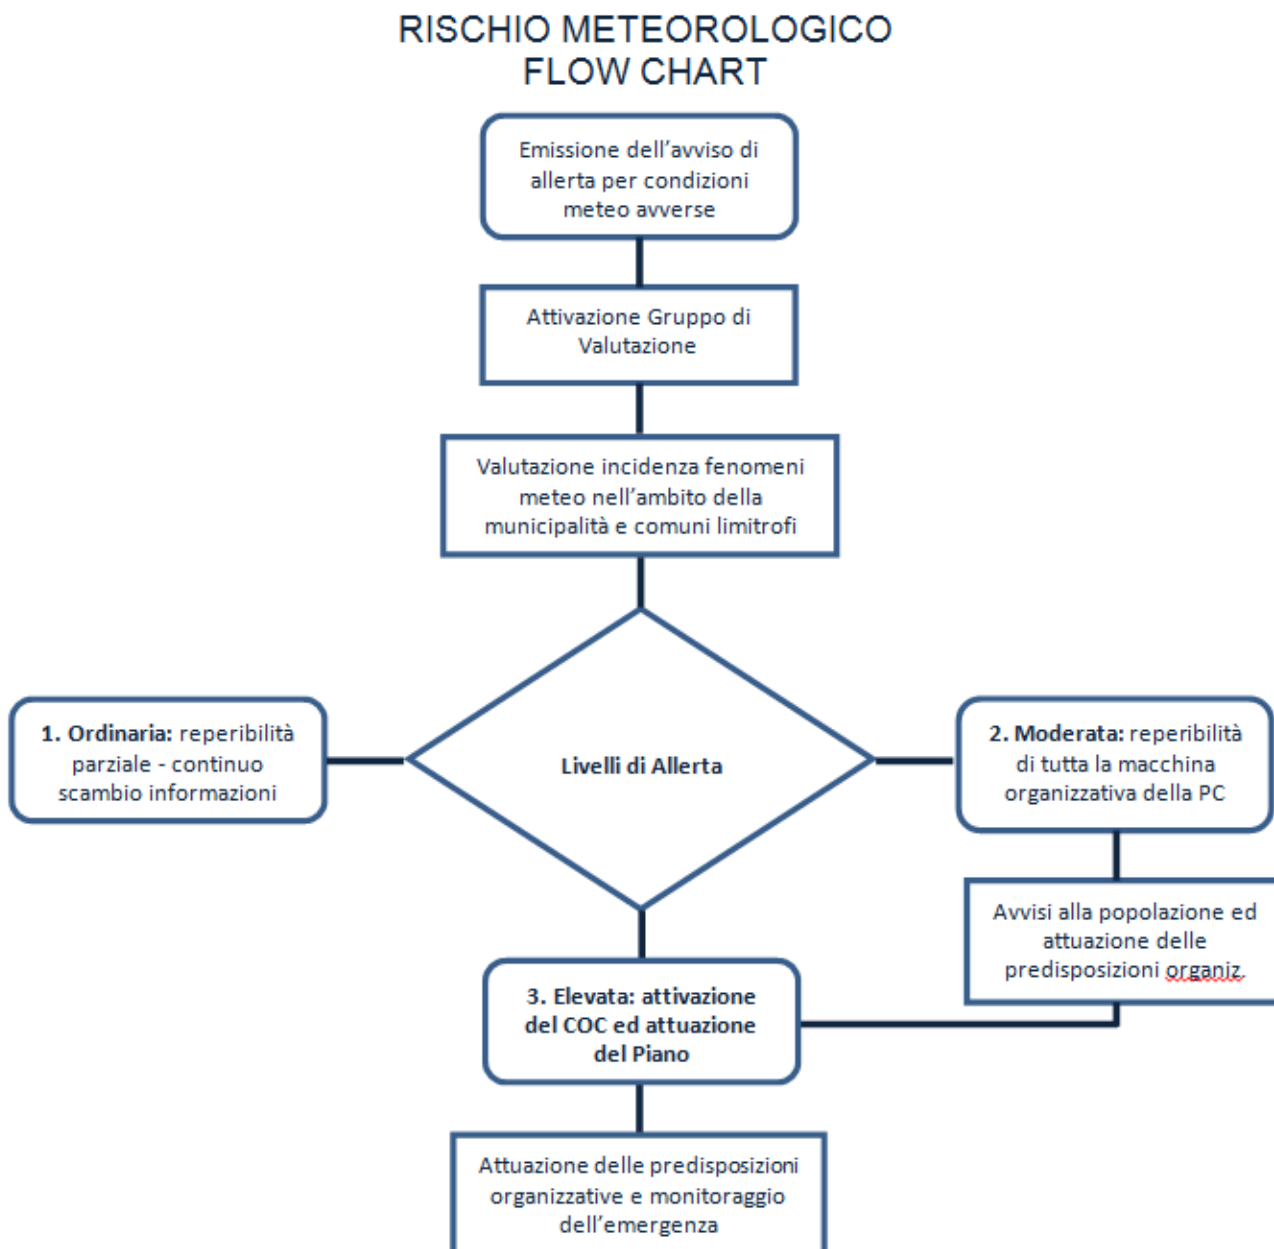 RISCHIO METEOROLOGICO
FLOW CHART
Emissione dell'avviso di
allerta per condizioni
meteo avverse
Attivazione Gruppo di
Valutazione
Valutazione incidenza fenomeni
meteo nell'ambito della
municipalità e comuni limitrofi
Livelli di Allerta
1. Ordinaria: reperibilità
parziale - continuo
scambio informazioni
2. Moderata: reperibilità
di tutta la macchina
organizzativa della PC
Avvisi alla popolazione ed
attuazione delle
predisposizioni organiz.
3. Elevata: attivazione
del COC ed attuazione
del Piano
Attuazione delle predisposizioni
organizzative e monitoraggio
dell'emergenza